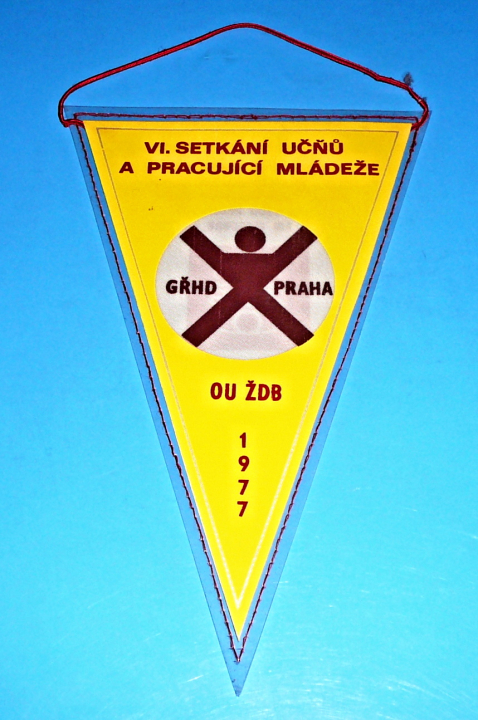 VI. SETKÁNÍ UČŇŮ
A PRACUJÍCÍ MLÁDEŽE
GŘHD PRAHA
OU ŽDB
1
9
7
7